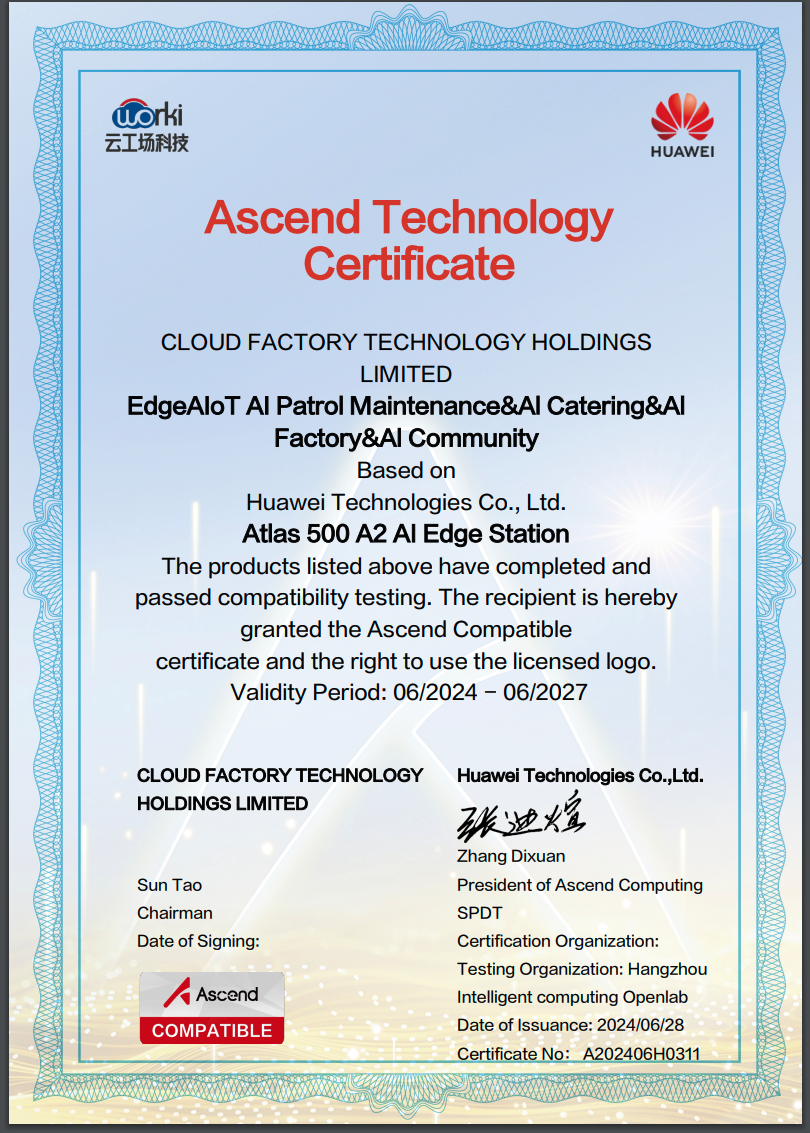 worki
云工场科技
HUAWEI
Ascend Technology
Certificate
CLOUD FACTORY TECHNOLOGY HOLDINGS
LIMITED
EdgeAIoT AI Patrol Maintenance&AI Catering&AI
Factory&AI Community
Based on
Huawei Technologies Co., Ltd.
Atlas 500 A2 AI Edge Station
The products listed above have completed and
passed compatibility testing. The recipient is hereby
granted the Ascend Compatible
certificate and the right to use the licensed logo.
Validity Period: 06/2024 – 06/2027
CLOUD FACTORY TECHNOLOGY
HOLDINGS LIMITED
Sun Tao
Chairman
Date of Signing:
Ascend
COMPATIBLE
Huawei Technologies Co.,Ltd.
张迪煊
Zhang Dixuan
President of Ascend Computing
SPDT
Certification Organization:
Testing Organization: Hangzhou
Intelligent computing Openlab
Date of Issuance: 2024/06/28
Certificate No： A202406H0311